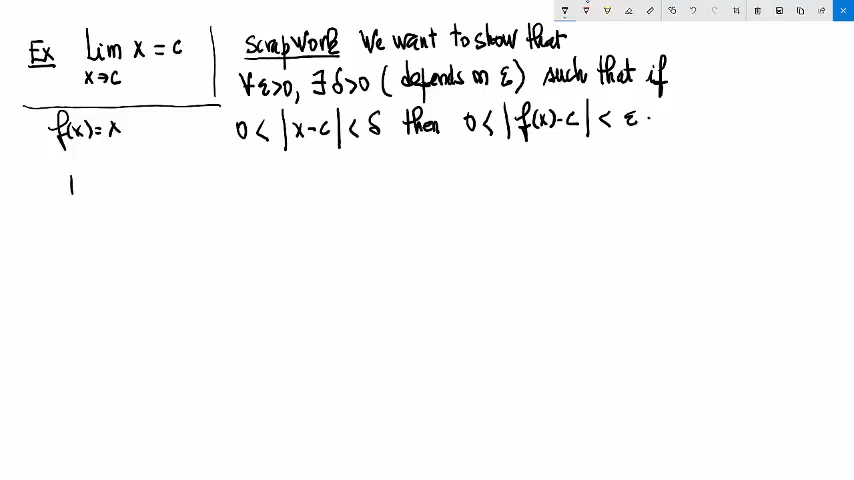 Ex lim x = c
x→c
f(x) = x
Scrapwork We want to show that
∀ε>0, ∃δ>0 (depends on ε) such that if
0 < |x-c| < δ then 0 < |f(x)-c| < ε.
|